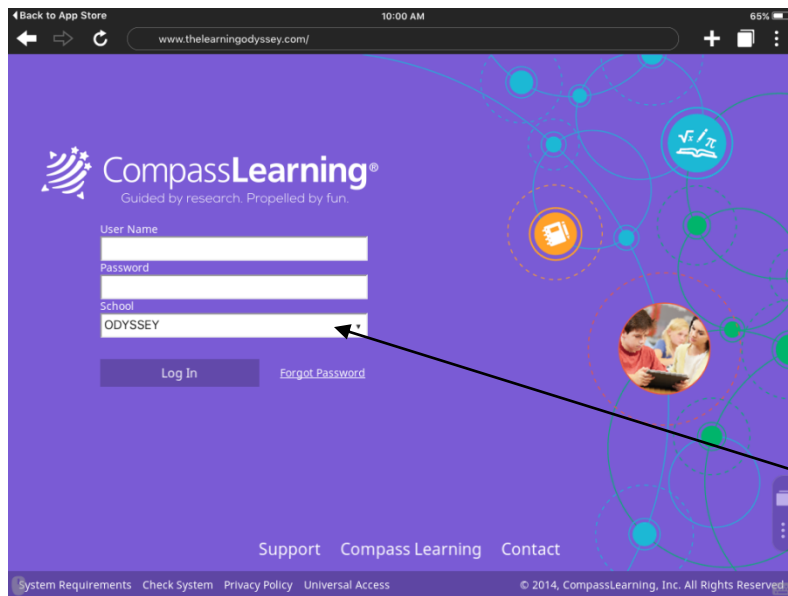 Back to App Store 10:00 AM 65%
www.thelearningodyssey.com/
√x / π
CompassLearning®
Guided by research. Propelled by fun.
User Name
Password
School
ODYSSEY
Log In Forgot Password
Support Compass Learning Contact
System Requirements Check System Privacy Policy Universal Access © 2014, CompassLearning, Inc. All Rights Reserved